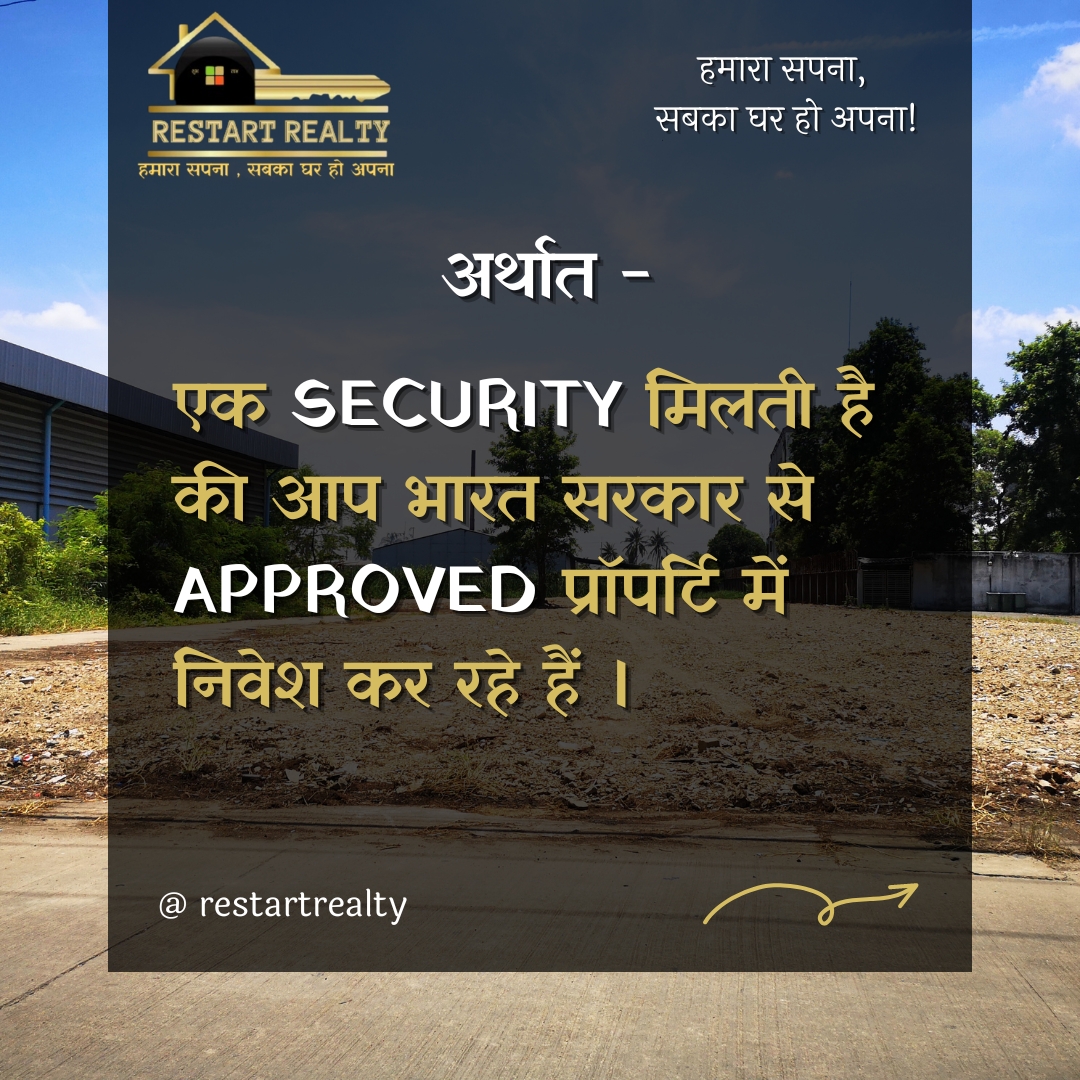 RESTART REALTY
हमारा सपना , सबका घर हो अपना
हमारा सपना,
सबका घर हो अपना!
अर्थात -
एक SECURITY मिलती है
की आप भारत सरकार से
APPROVED प्रॉपर्टि में
निवेश कर रहे हैं ।
@ restartrealty